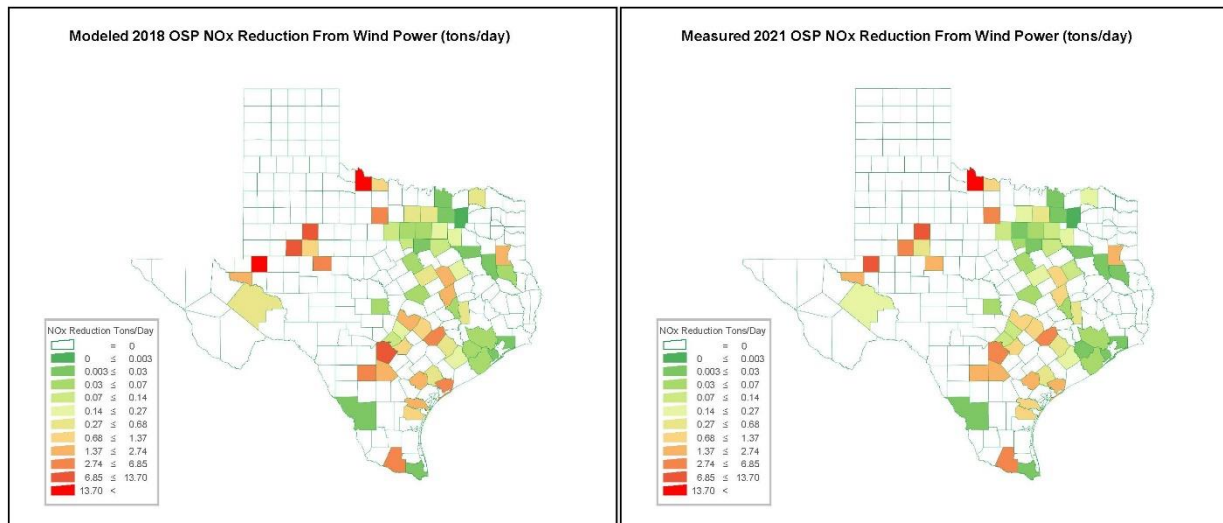 Modeled 2018 OSP NOx Reduction From Wind Power (tons/day)
NOx Reduction Tons/Day
= 0
0 ≤ 0.003
0.003 ≤ 0.03
0.03 ≤ 0.07
0.07 ≤ 0.14
0.14 ≤ 0.27
0.27 ≤ 0.68
0.68 ≤ 1.37
1.37 ≤ 2.74
2.74 ≤ 6.85
6.85 ≤ 13.70
13.70 <
Measured 2021 OSP NOx Reduction From Wind Power (tons/day)
NOx Reduction Tons/Day
= 0
0 ≤ 0.003
0.003 ≤ 0.03
0.03 ≤ 0.07
0.07 ≤ 0.14
0.14 ≤ 0.27
0.27 ≤ 0.68
0.68 ≤ 1.37
1.37 ≤ 2.74
2.74 ≤ 6.85
6.85 ≤ 13.70
13.70 <